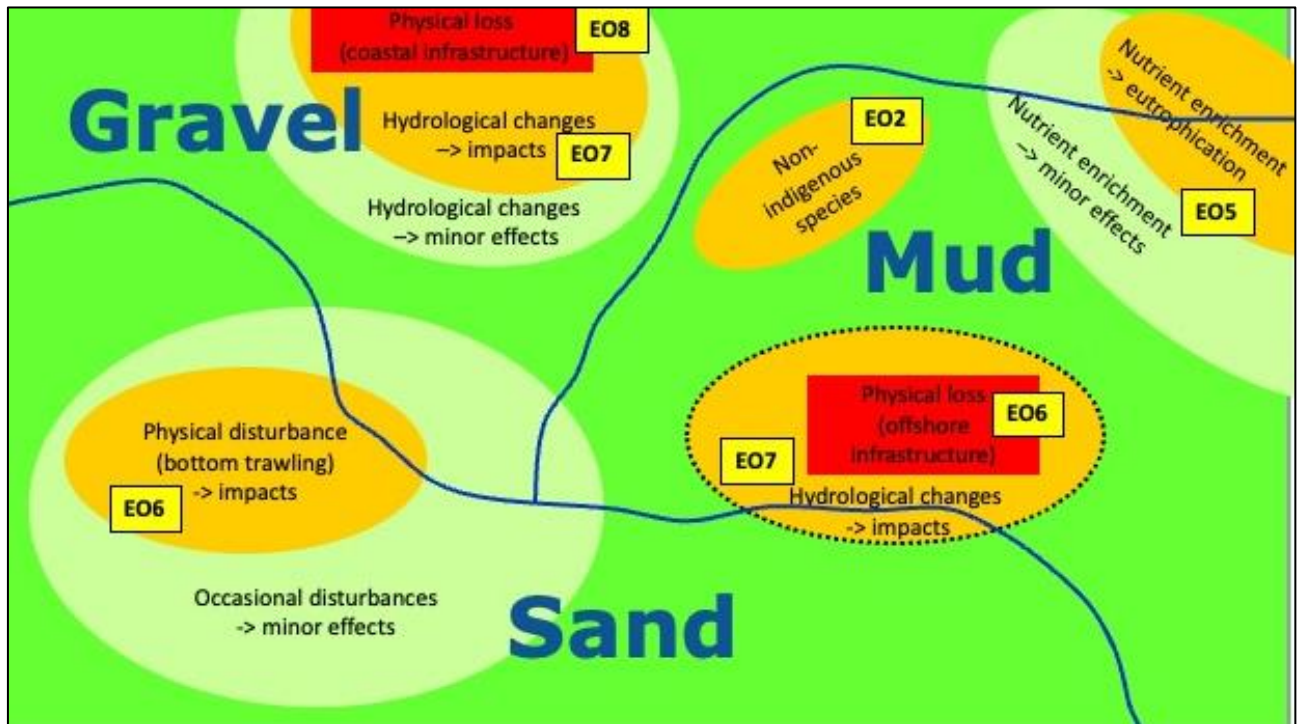 Physical loss
(coastal infrastructure)
EO8
Gravel
Hydrological changes
–> impacts
EO7
Hydrological changes
–> minor effects
EO2
Non-
indigenous
species
Nutrient enrichment
-> eutrophication
EO5
Nutrient enrichment
–> minor effects
Mud
Physical loss
(offshore
infrastructure)
EO6
EO7
Hydrological changes
-> impacts
Physical disturbance
(bottom trawling)
-> impacts
EO6
Occasional disturbances
-> minor effects
Sand